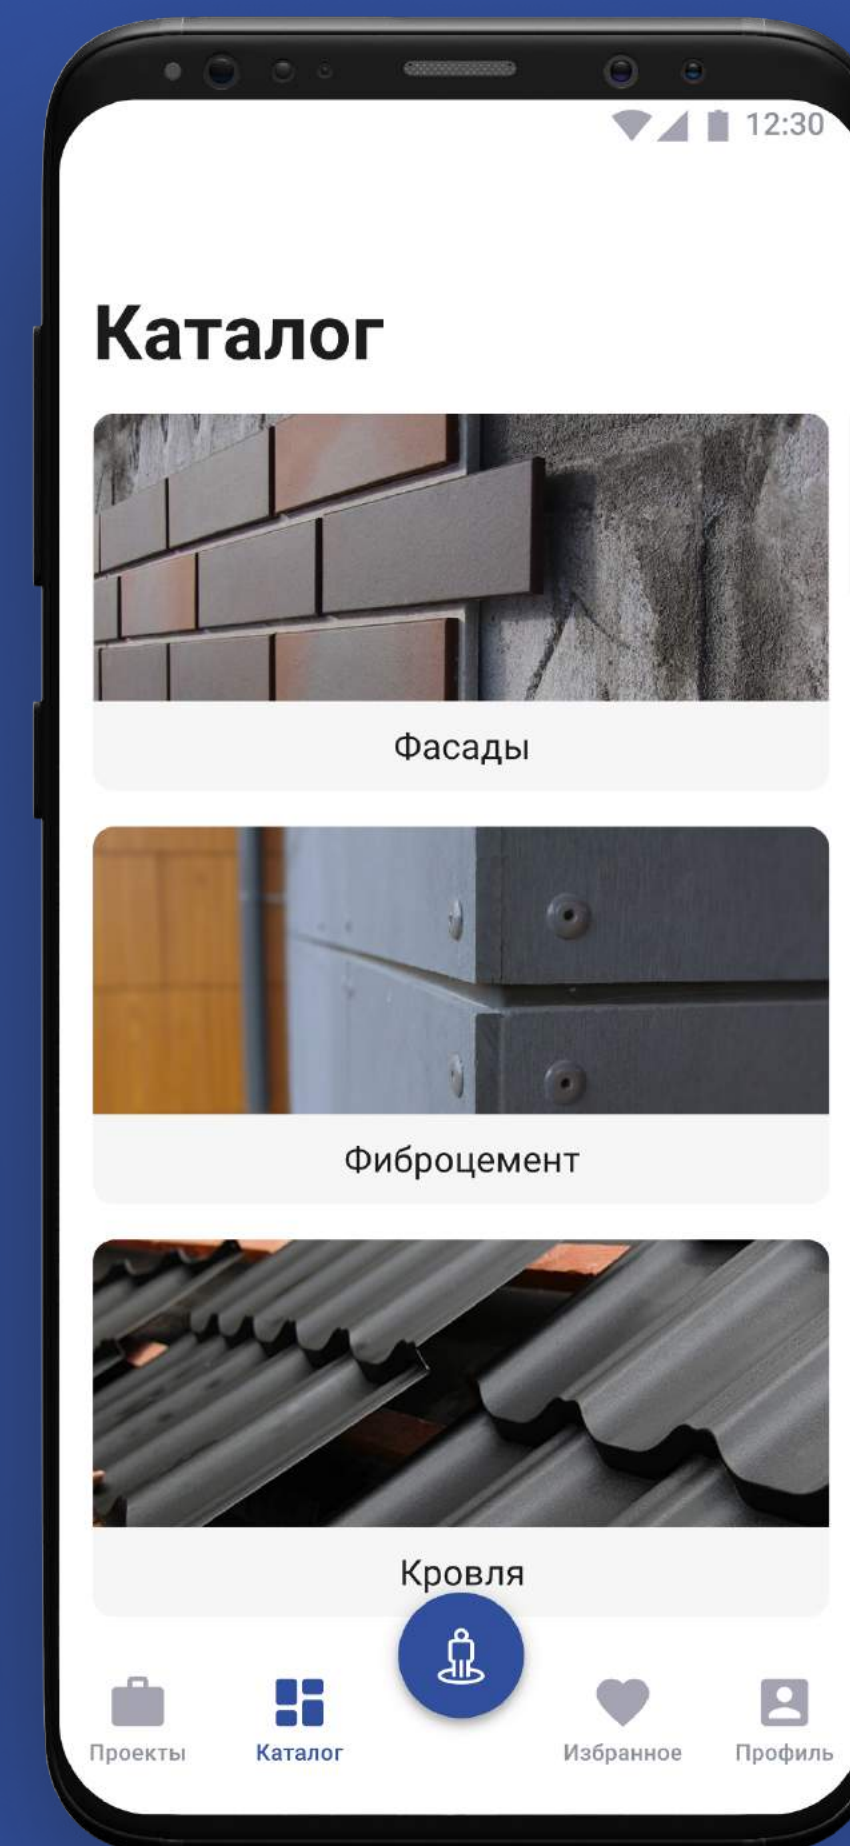 12:30
Каталог
Фасады
Фиброцемент
Кровля
Проекты
Каталог
Избранное
Профиль